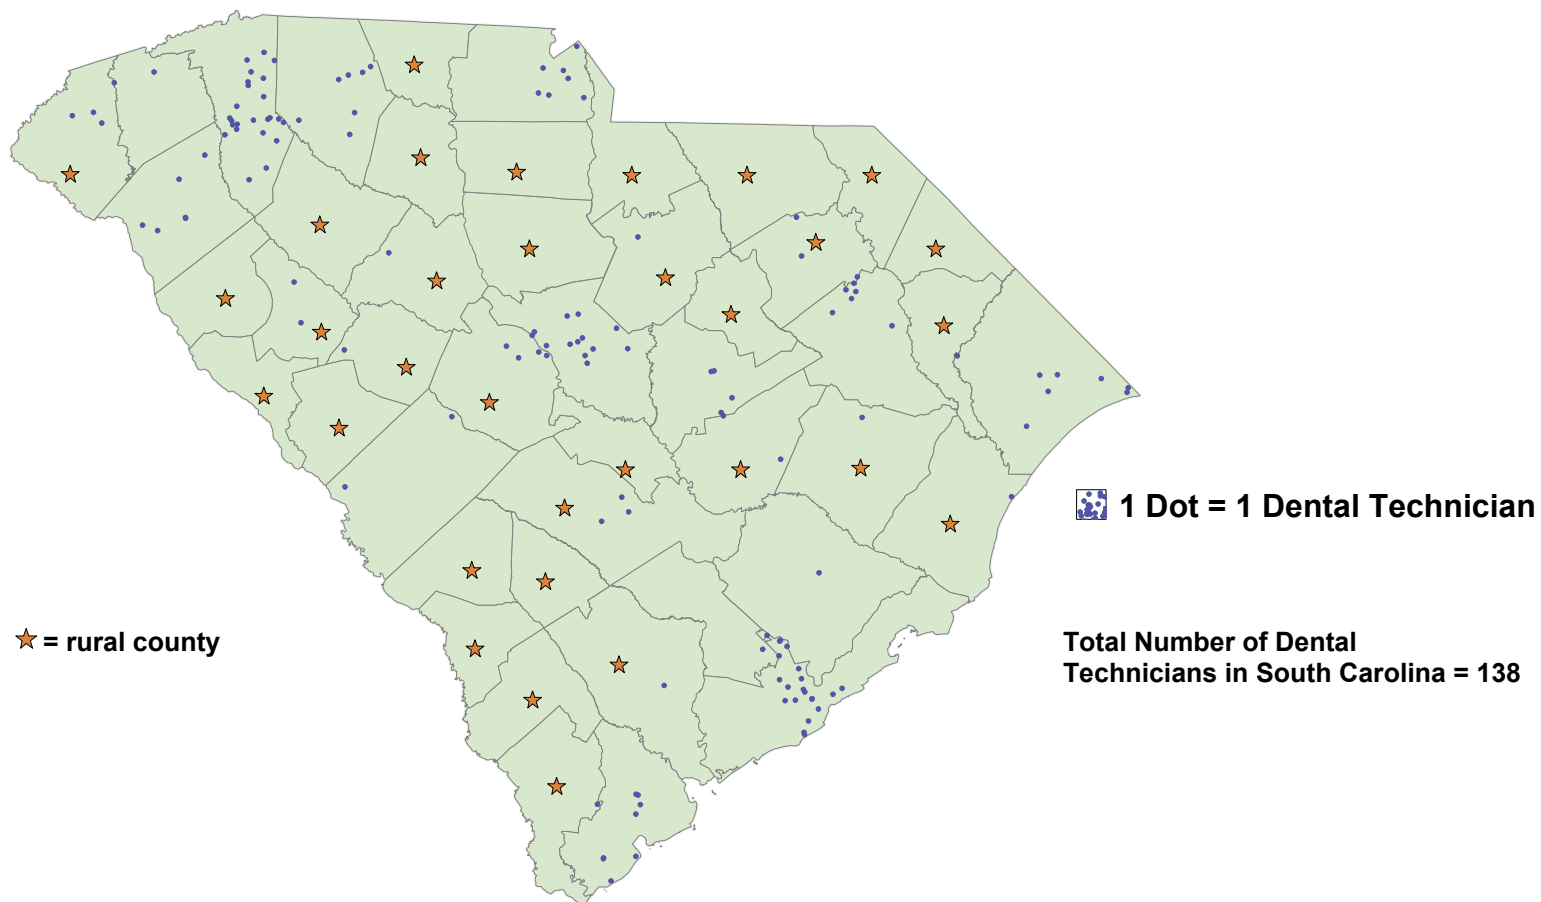 1 Dot = 1 Dental Technician
= rural county
Total Number of Dental
Technicians in South Carolina = 138